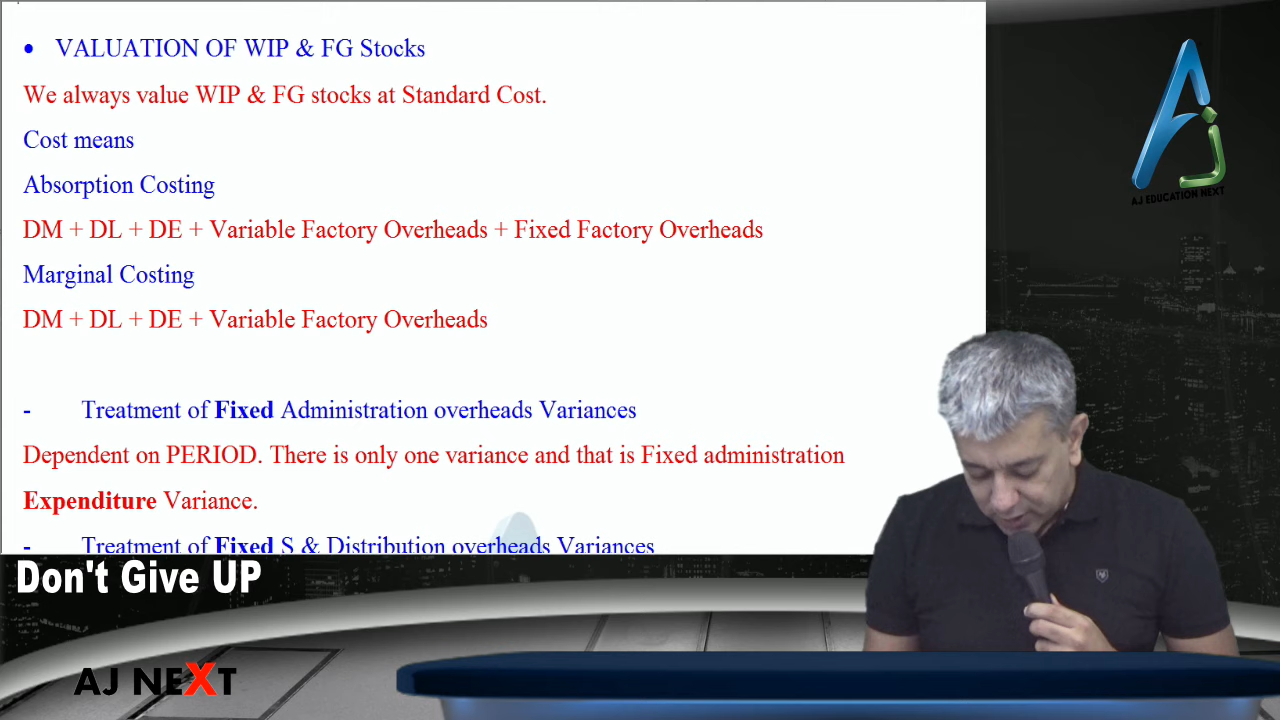 • VALUATION OF WIP & FG Stocks
We always value WIP & FG stocks at Standard Cost.
Cost means
Absorption Costing
DM + DL + DE + Variable Factory Overheads + Fixed Factory Overheads
Marginal Costing
DM + DL + DE + Variable Factory Overheads
- Treatment of Fixed Administration overheads Variances
Dependent on PERIOD. There is only one variance and that is Fixed administration
Expenditure Variance.
- Treatment of Fixed S & Distribution overheads Variances
AJ EDUCATION NEXT
Don't Give UP
AJ NEXT